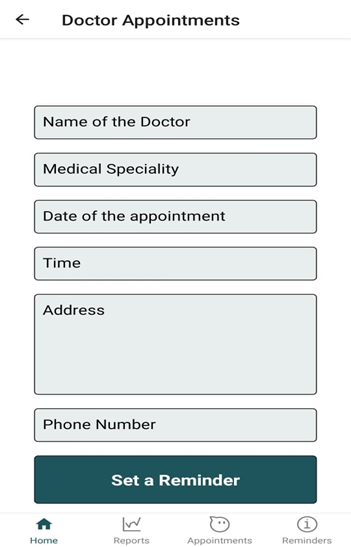 Doctor Appointments
Name of the Doctor
Medical Speciality
Date of the appointment
Time
Address
Phone Number
Set a Reminder
Home Reports Appointments Reminders